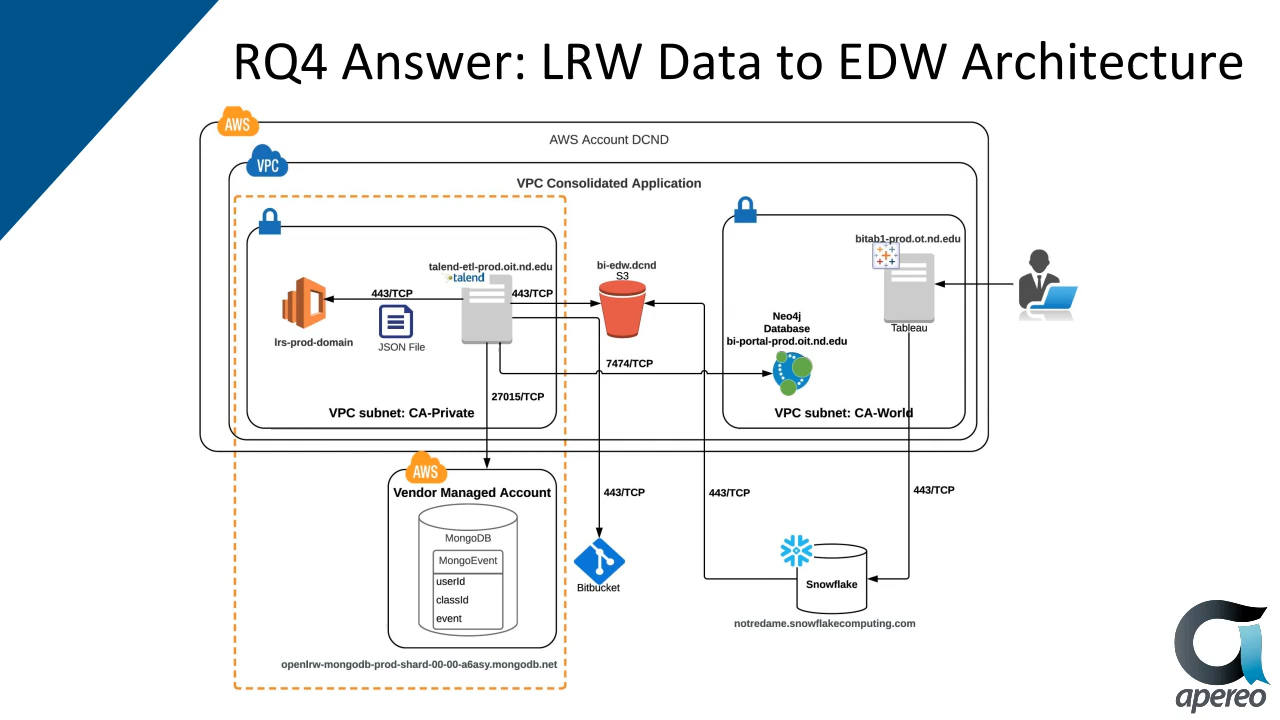 RQ4 Answer: LRW Data to EDW Architecture
AWS
AWS Account DCND
VPC
VPC Consolidated Application
talend-etl-prod.oit.nd.edu
talend
443/TCP
443/TCP
JSON File
lrs-prod-domain
27015/TCP
VPC subnet: CA-Private
bi-edw.dcnd
S3
7474/TCP
bitab1-prod.ot.nd.edu
Tableau
Neo4j
Database
bi-portal-prod.oit.nd.edu
VPC subnet: CA-World
AWS
Vendor Managed Account
MongoDB
MongoEvent
userId
classId
event
openlrw-mongodb-prod-shard-00-00-a6asy.mongodb.net
443/TCP
Bitbucket
443/TCP
443/TCP
Snowflake
notredame.snowflakecomputing.com
apereo